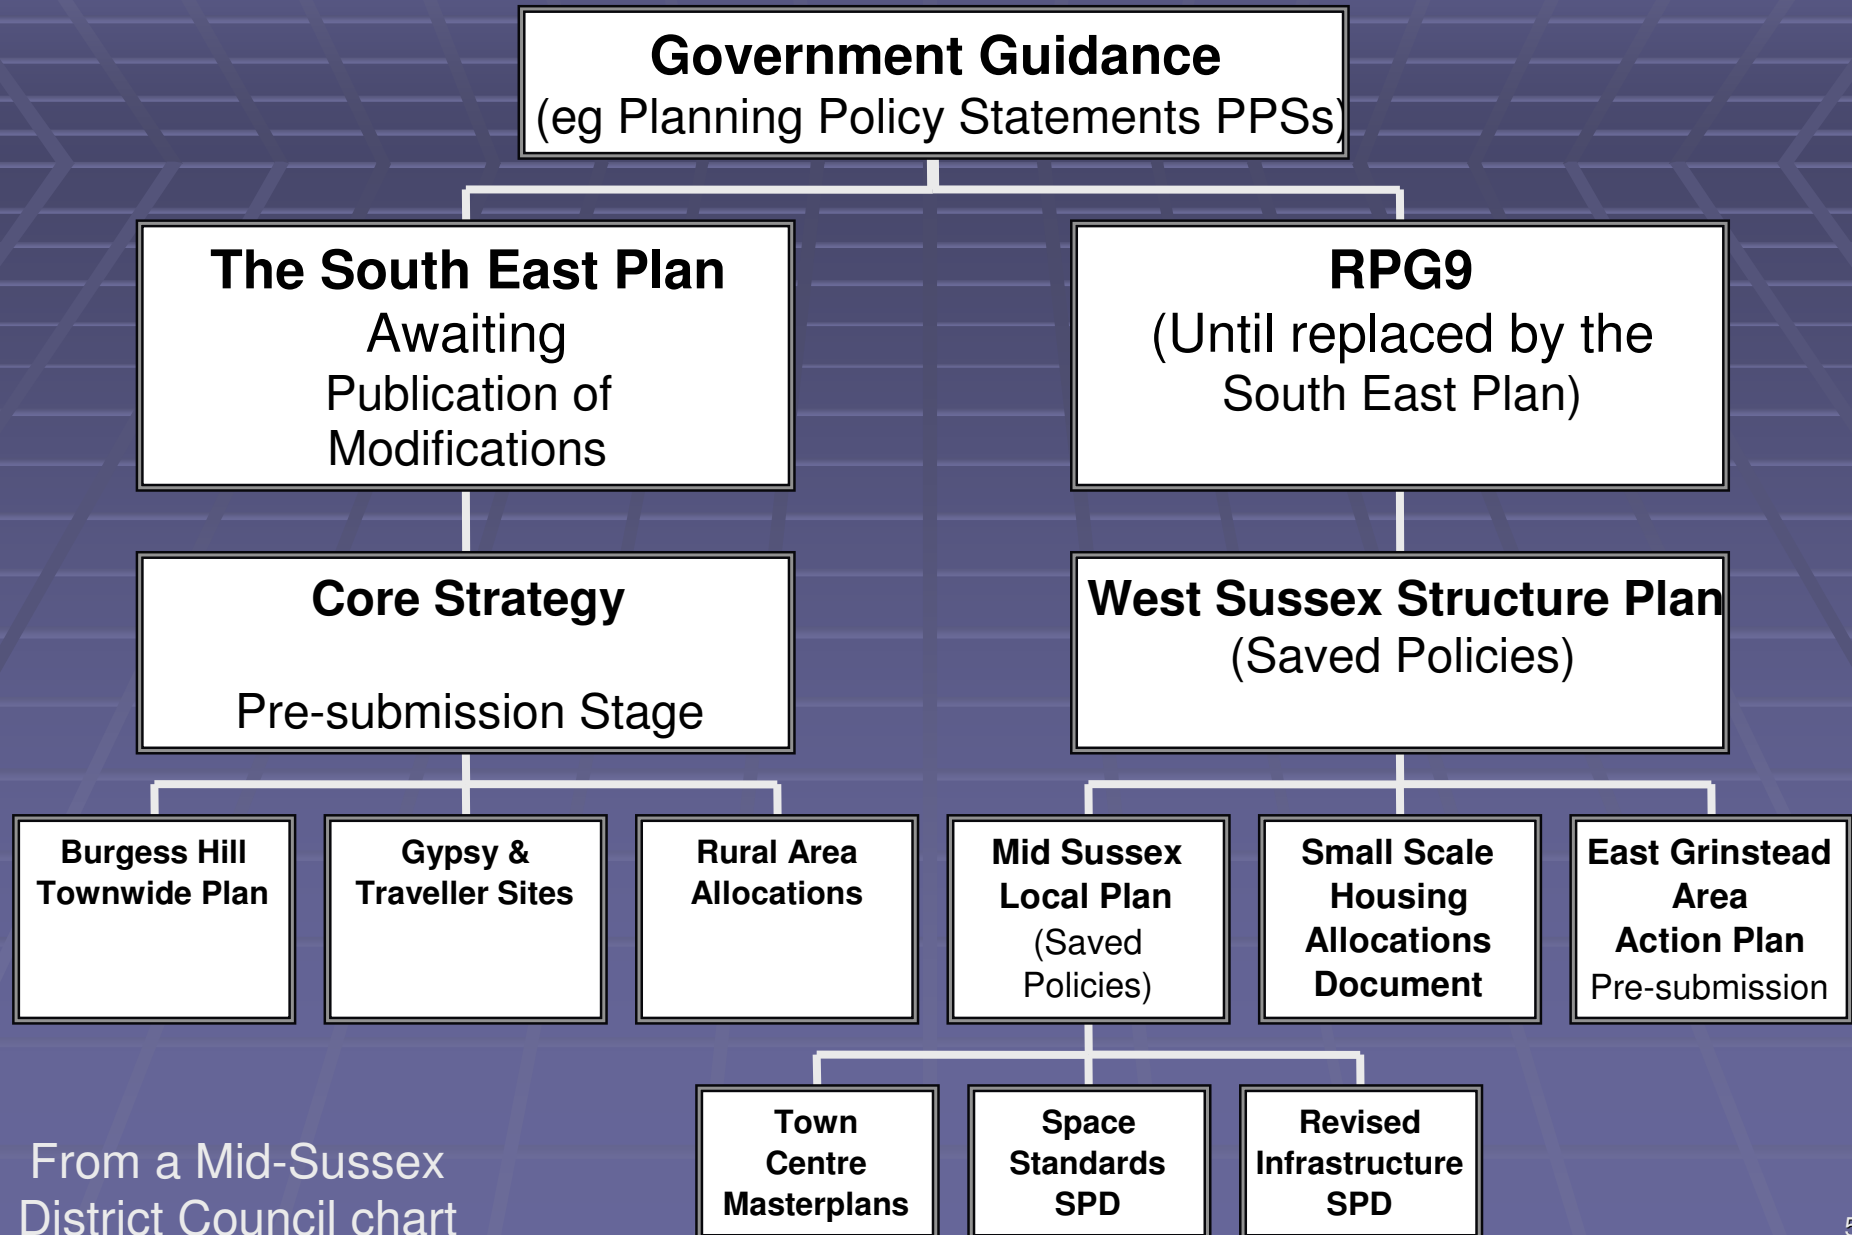 Government Guidance
(eg Planning Policy Statements PPSs)
The South East Plan
Awaiting
Publication of
Modifications
RPG9
(Until replaced by the
South East Plan)
Core Strategy
Pre-submission Stage
West Sussex Structure Plan
(Saved Policies)
Burgess Hill
Townwide Plan
Gypsy &
Traveller Sites
Rural Area
Allocations
Mid Sussex
Local Plan
(Saved
Policies)
Small Scale
Housing
Allocations
Document
East Grinstead
Area
Action Plan
Pre-submission
Town
Centre
Masterplans
Space
Standards
SPD
Revised
Infrastructure
SPD
From a Mid-Sussex
District Council chart
5